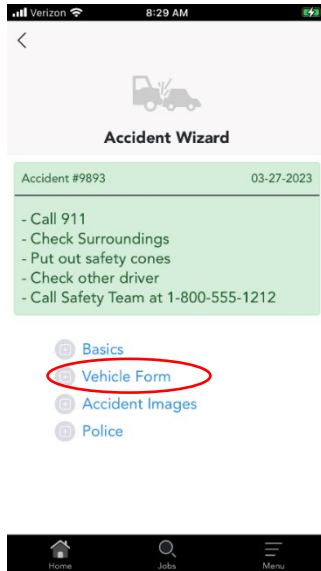 Verizon 8:29 AM
Accident Wizard
Accident #9893 03-27-2023
- Call 911
- Check Surroundings
- Put out safety cones
- Check other driver
- Call Safety Team at 1-800-555-1212
Basics
Vehicle Form
Accident Images
Police
Home Jobs Menu